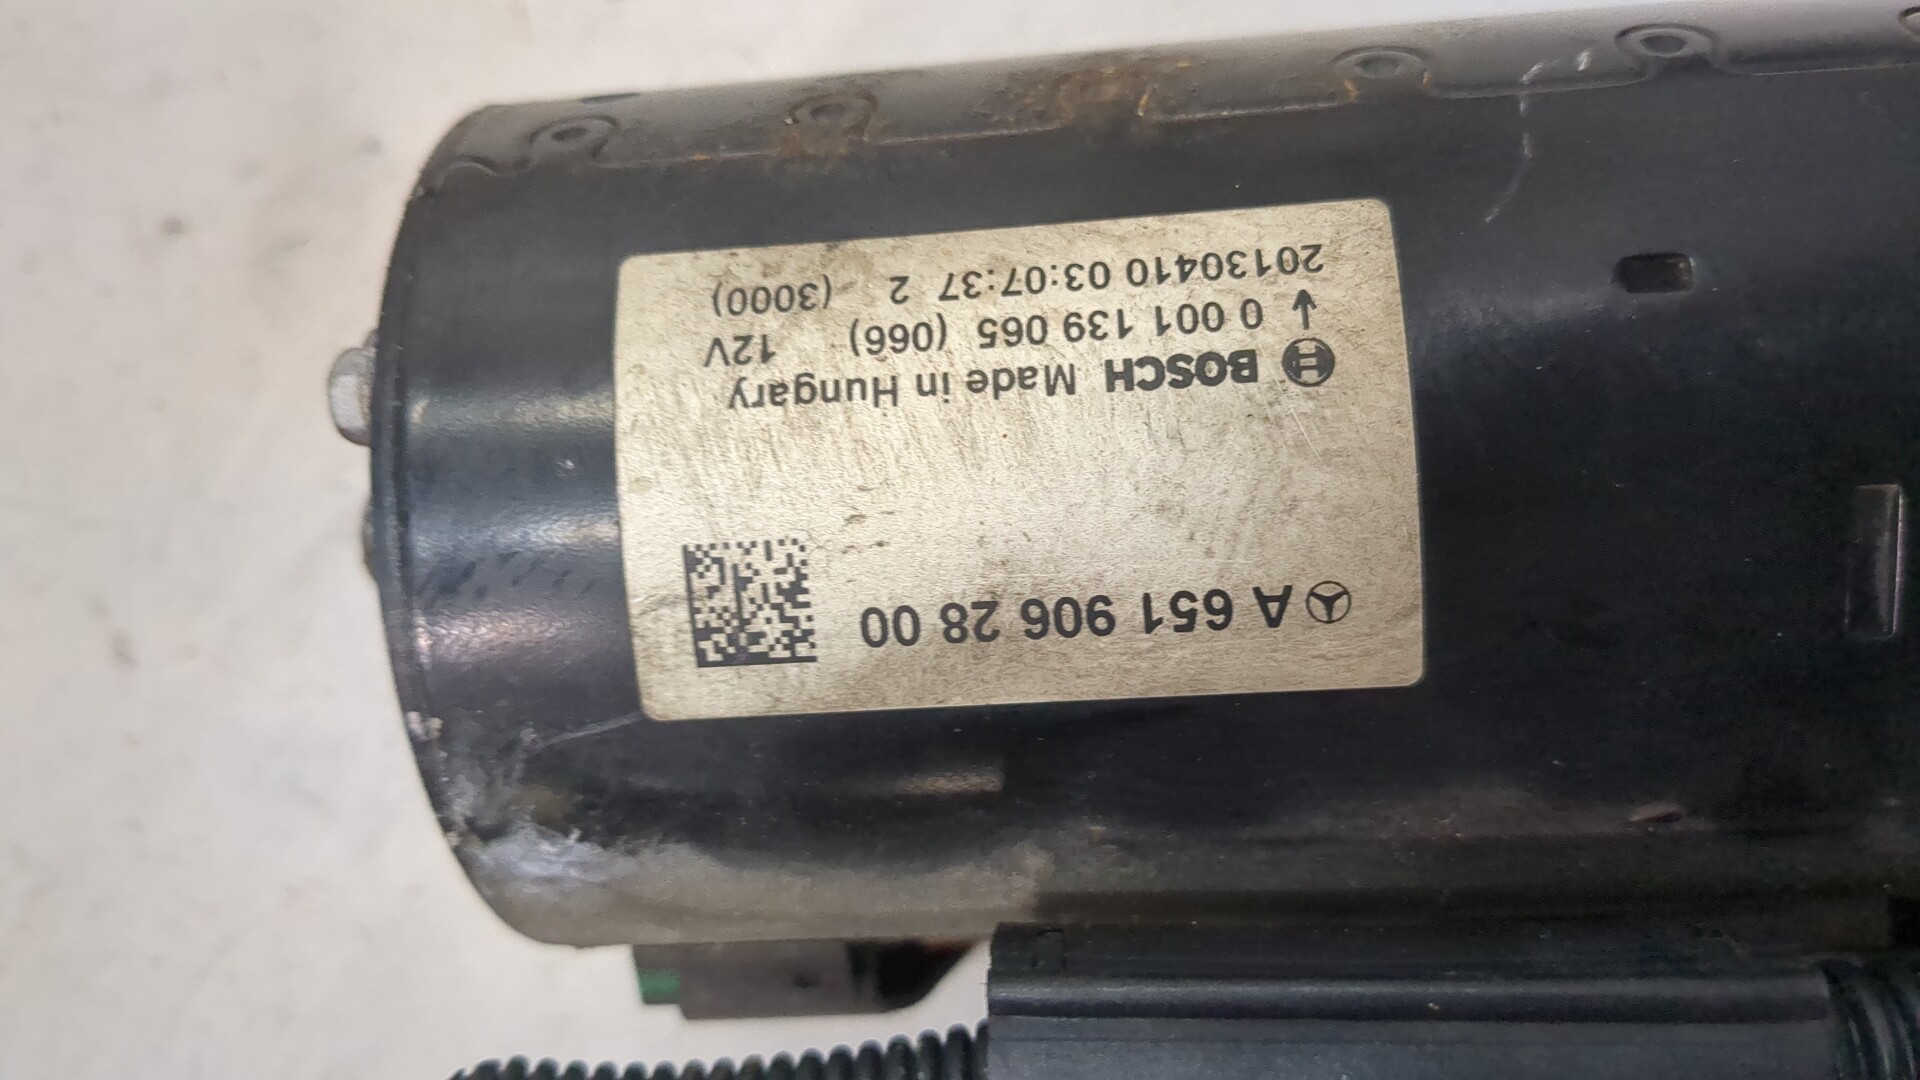 A 651 906 28 00
BOSCH Made in Hungary
0 001 139 065 (066) 12V
20130410 03:07:37 2 (3000)